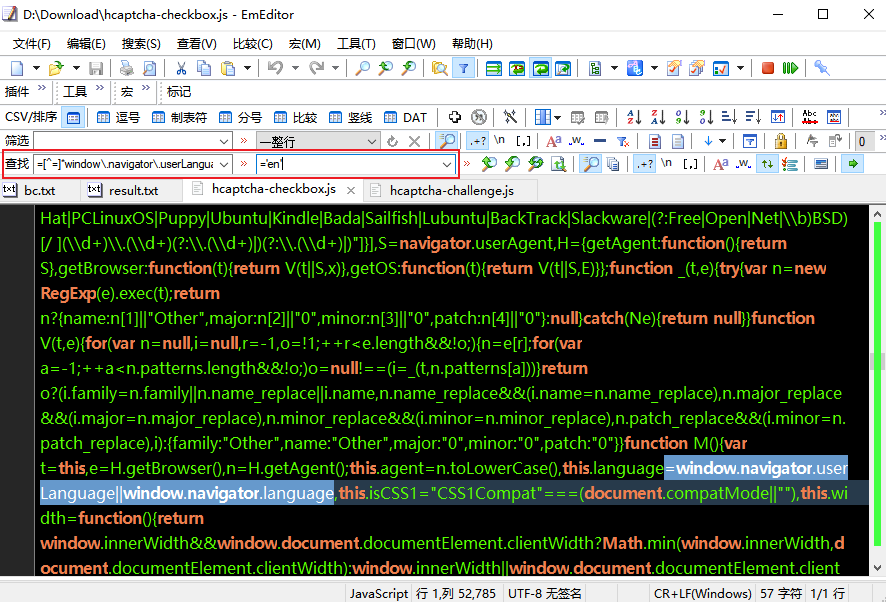 D:\Download\hcaptcha-checkbox.js - EmEditor
文件(F) 编辑(E) 搜索(S) 查看(V) 比较(C) 宏(M) 工具(T) 窗口(W) 帮助(H)
插件 » 工具 » 宏 » 标记
CSV/排序 逗号 制表符 分号 比较 竖线 DAT
筛选 一整行 0
查找 =[^=]*window\.navigator\.userLangua ='en'
bc.txt result.txt hcaptcha-checkbox.js hcaptcha-challenge.js
Hat|PCLinuxOS|Puppy|Ubuntu|Kindle|Bada|Sailfish|Lubuntu|BackTrack|Slackware|(?:Free|Open|Net|\\b)BSD)
[/ ](\\d+)\\.(\\d+)(?:\\.(\\d+)|)(?:\\.(\\d+)|)"]}],S=navigator.userAgent,H={getAgent:function(){return
S},getBrowser:function(t){return V(t||S,x)},getOS:function(t){return V(t||S,E)}};function _(t,e){try{var n=new
RegExp(e).exec(t);return
n?{name:n[1]||"Other",major:n[2]||"0",minor:n[3]||"0",patch:n[4]||"0"}:null}catch(Ne){return null}}function
V(t,e){for(var n=null,i=null,r=-1,o=!1;++r<e.length&&!o;){n=e[r];for(var
a=-1;++a<n.patterns.length&&!o;)o=null!==(i=_(t,n.patterns[a]))}return
o?(i.family=n.family||n.name_replace||i.name,n.name_replace&&(i.name=n.name_replace),n.major_replace
&&(i.major=n.major_replace),n.minor_replace&&(i.minor=n.minor_replace),n.patch_replace&&(i.minor=n.
patch_replace),i):{family:"Other",name:"Other",major:"0",minor:"0",patch:"0"}}function M(){var
t=this,e=H.getBrowser(),n=H.getAgent();this.agent=n.toLowerCase(),this.language=window.navigator.user
Language||window.navigator.language,this.isCSS1="CSS1Compat"===(document.compatMode||""),this.wi
dth=function(){return
window.innerWidth&&window.document.documentElement.clientWidth?Math.min(window.innerWidth,d
ocument.documentElement.clientWidth):window.innerWidth||window.document.documentElement.client
JavaScript 行 1,列 52,785 UTF-8 无签名 CR+LF(Windows) 57 字符 1/1 行